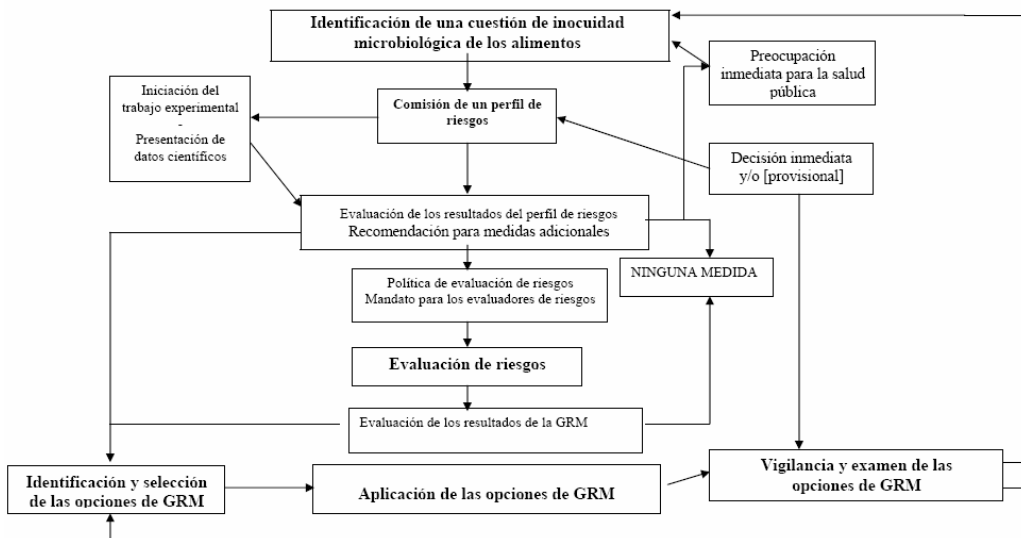 Identificación de una cuestión de inocuidad
microbiológica de los alimentos
Preocupación
inmediata para la salud
pública
Iniciación del
trabajo experimental
-
Presentación de
datos científicos
Comisión de un perfil de
riesgos
Decisión inmediata
y/o [provisional]
Evaluación de los resultados del perfil de riesgos
Recomendación para medidas adicionales
NINGUNA MEDIDA
Política de evaluación de riesgos
Mandato para los evaluadores de riesgos
Evaluación de riesgos
Evaluación de los resultados de la GRM
Identificación y selección
de las opciones de GRM
Aplicación de las opciones de GRM
Vigilancia y examen de las
opciones de GRM